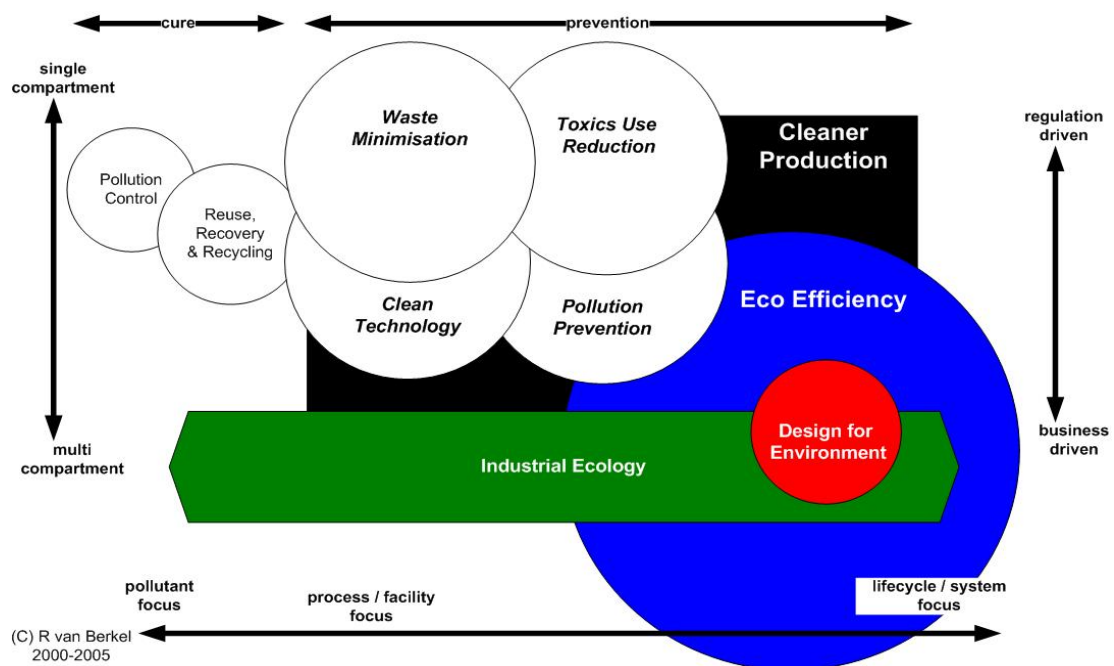 cure
prevention
single
compartment
regulation
driven
Waste
Minimisation
Toxics Use
Reduction
Cleaner
Production
Pollution
Control
Reuse,
Recovery
& Recycling
Clean
Technology
Pollution
Prevention
Eco Efficiency
multi
compartment
Industrial Ecology
Design for
Environment
business
driven
pollutant
focus
process / facility
focus
lifecycle / system
focus
(C) R van Berkel
2000-2005